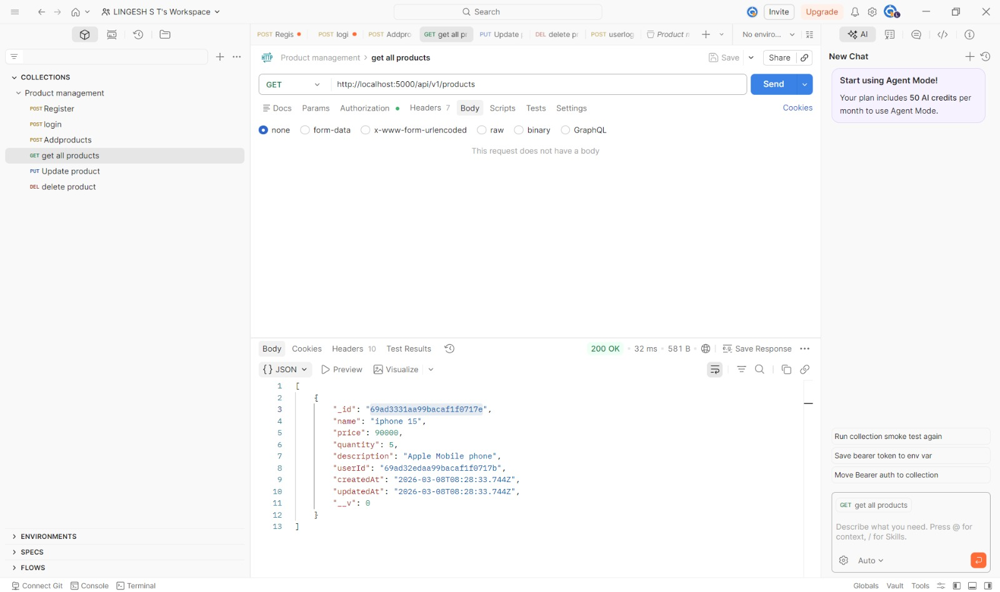 LINGESH S T's Workspace
Search
Invite
Upgrade
POST Regis
POST logi
POST Addpro
GET get all pr
PUT Update p
DEL delete p
POST userlog
Product n
No enviro...
AI
COLLECTIONS
Product management
POST Register
POST login
POST Addproducts
GET get all products
PUT Update product
DEL delete product
ENVIRONMENTS
SPECS
FLOWS
HTTP Product management > get all products
Save
Share
GET http://localhost:5000/api/v1/products
Send
Docs Params Authorization Headers 7 Body Scripts Tests Settings
Cookies
none form-data x-www-form-urlencoded raw binary GraphQL
This request does not have a body
Body Cookies Headers 10 Test Results
200 OK • 32 ms • 581 B • e.g. Save Response
{} JSON Preview Visualize
1 [
2 {
3 "_id": "69ad3331aa99bacaf1f0717e",
4 "name": "iphone 15",
5 "price": 90000,
6 "quantity": 5,
7 "description": "Apple Mobile phone",
8 "userId": "69ad32edaa99bacaf1f0717b",
9 "createdAt": "2026-03-08T08:28:33.744Z",
10 "updatedAt": "2026-03-08T08:28:33.744Z",
11 "__v": 0
12 }
13 ]
New Chat
Start using Agent Mode!
Your plan includes 50 AI credits per
month to use Agent Mode.
Run collection smoke test again
Save bearer token to env var
Move Bearer auth to collection
GET get all products
Describe what you need. Press @ for
context, / for Skills.
Auto
Connect Git Console Terminal
Globals Vault Tools